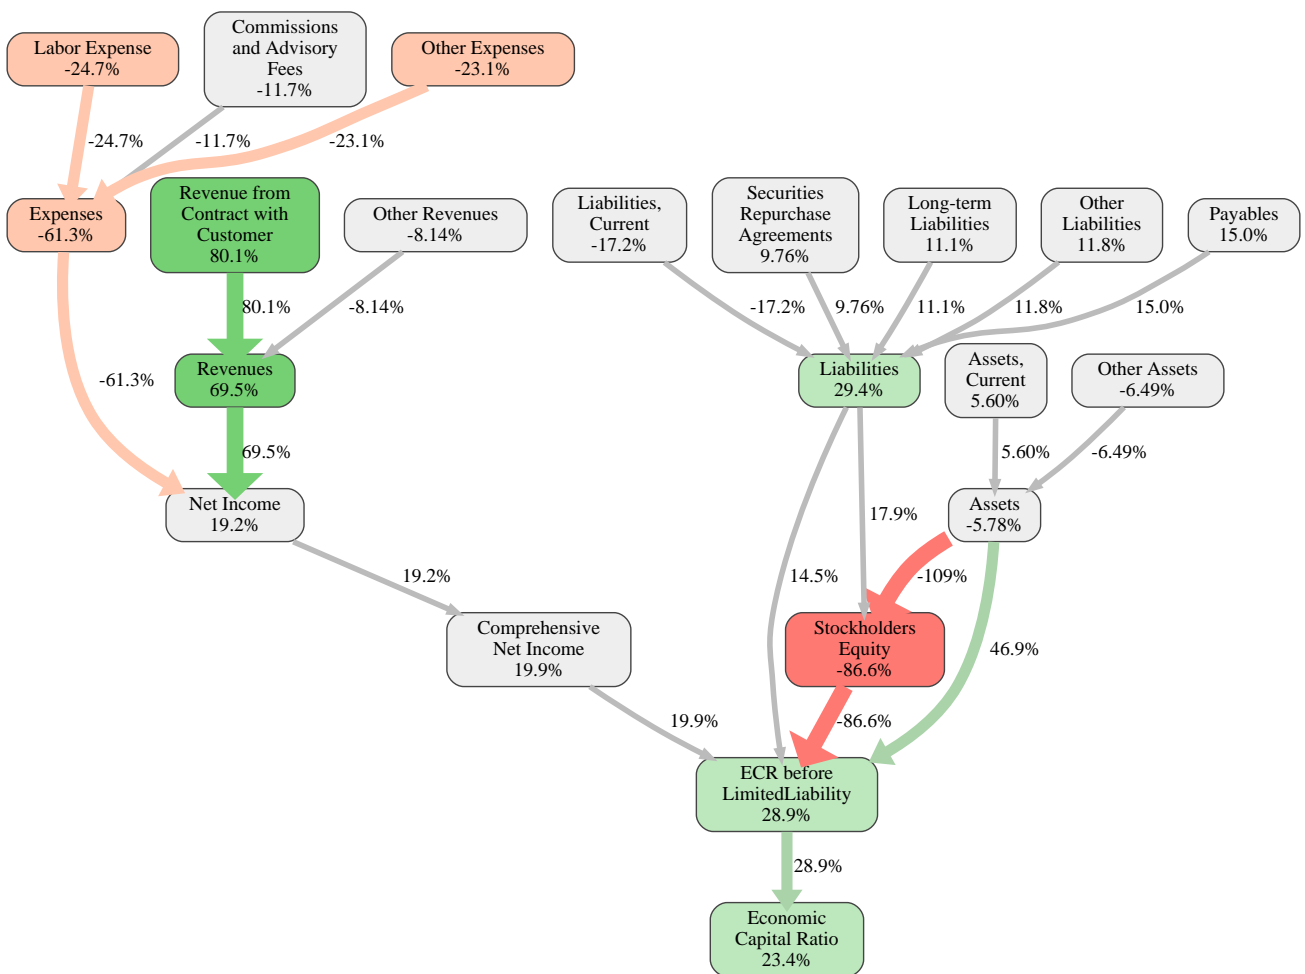 Labor Expense
-24.7%
Commissions
and Advisory
Fees
-11.7%
Other Expenses
-23.1%
-24.7%
-11.7%
-23.1%
Expenses
-61.3%
Revenue from
Contract with
Customer
80.1%
Other Revenues
-8.14%
Liabilities,
Current
-17.2%
Securities
Repurchase
Agreements
9.76%
Long-term
Liabilities
11.1%
Other
Liabilities
11.8%
Payables
15.0%
80.1%
-8.14%
-17.2%
9.76%
11.1%
11.8%
15.0%
-61.3%
Revenues
69.5%
Liabilities
29.4%
Assets,
Current
5.60%
Other Assets
-6.49%
69.5%
5.60%
-6.49%
Net Income
19.2%
17.9%
Assets
-5.78%
19.2%
14.5%
-109%
46.9%
Comprehensive
Net Income
19.9%
Stockholders
Equity
-86.6%
19.9%
-86.6%
ECR before
LimitedLiability
28.9%
28.9%
Economic
Capital Ratio
23.4%